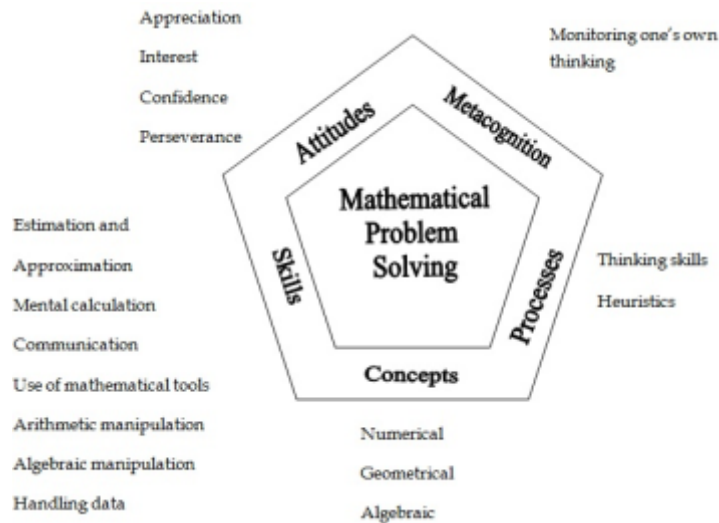 Appreciation
Interest
Confidence
Perseverance
Monitoring one's own
thinking
Attitudes
Metacognition
Mathematical
Problem
Solving
Skills
Processes
Concepts
Estimation and
Approximation
Mental calculation
Communication
Use of mathematical tools
Arithmetic manipulation
Algebraic manipulation
Handling data
Thinking skills
Heuristics
Numerical
Geometrical
Algebraic